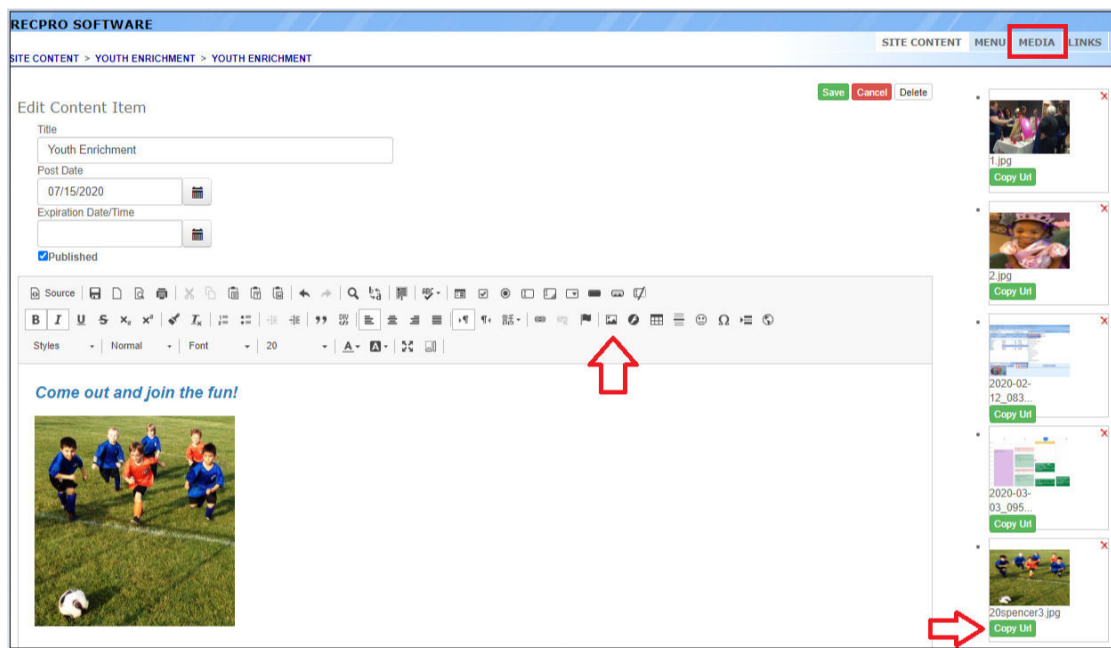 RECPRO SOFTWARE
SITE CONTENT MENU MEDIA LINKS
SITE CONTENT > YOUTH ENRICHMENT > YOUTH ENRICHMENT
Save Cancel Delete
Edit Content Item
Title
Youth Enrichment
Post Date
07/15/2020
Expiration Date/Time
Published
Source
B I U S x₂ x² Tx
Styles Normal Font 20 A A
Come out and join the fun!
1.jpg
Copy Url
2.jpg
Copy Url
2020-02-
12_083...
Copy Url
2020-03-
03_095...
Copy Url
20spencer3.jpg
Copy Url